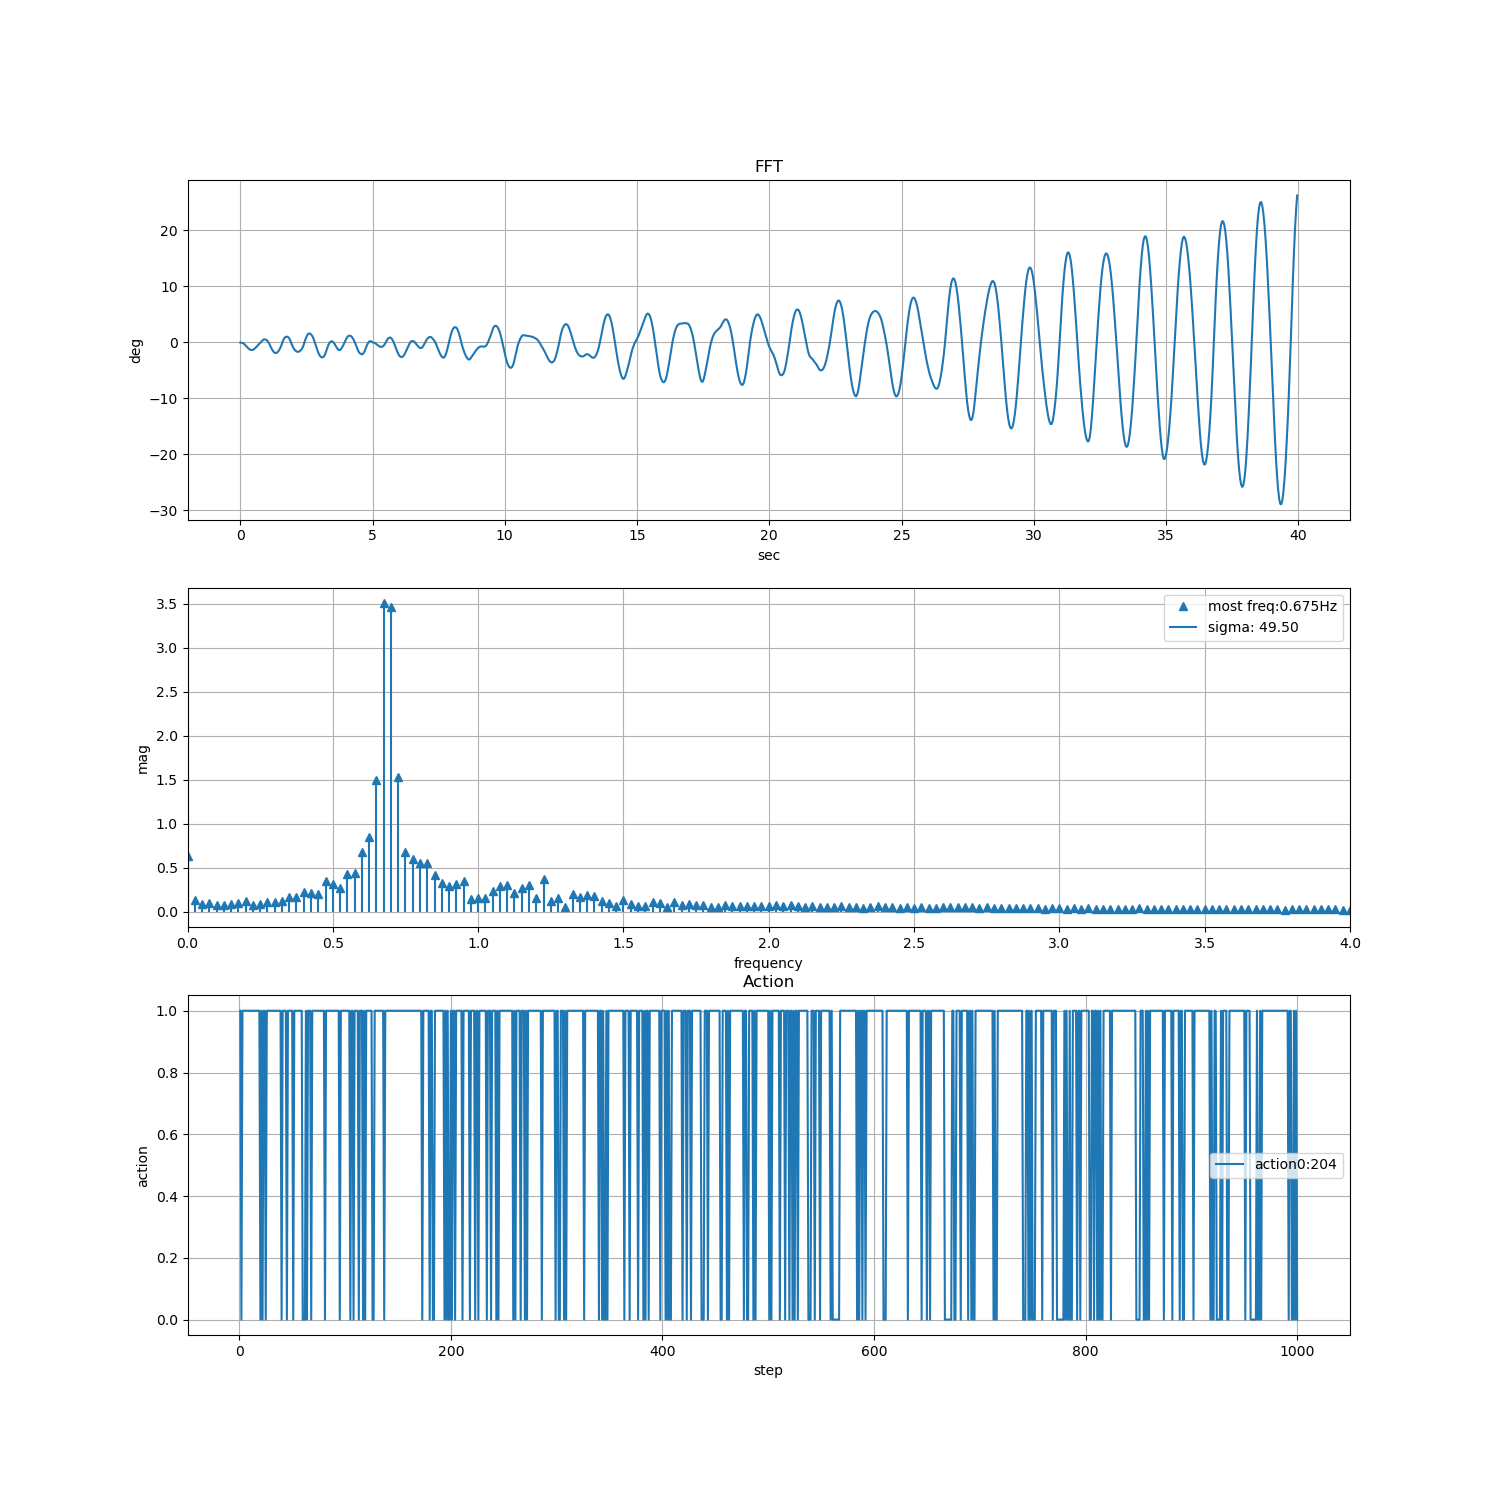 FFT
20
10
0
−10
−20
−30
deg
0 5 10 15 20 25 30 35 40
sec
3.5
3.0
2.5
2.0
1.5
1.0
0.5
0.0
mag
most freq:0.675Hz
sigma: 49.50
0.0 0.5 1.0 1.5 2.0 2.5 3.0 3.5 4.0
frequency
Action
1.0
0.8
0.6
0.4
0.2
0.0
action
action0:204
0 200 400 600 800 1000
step